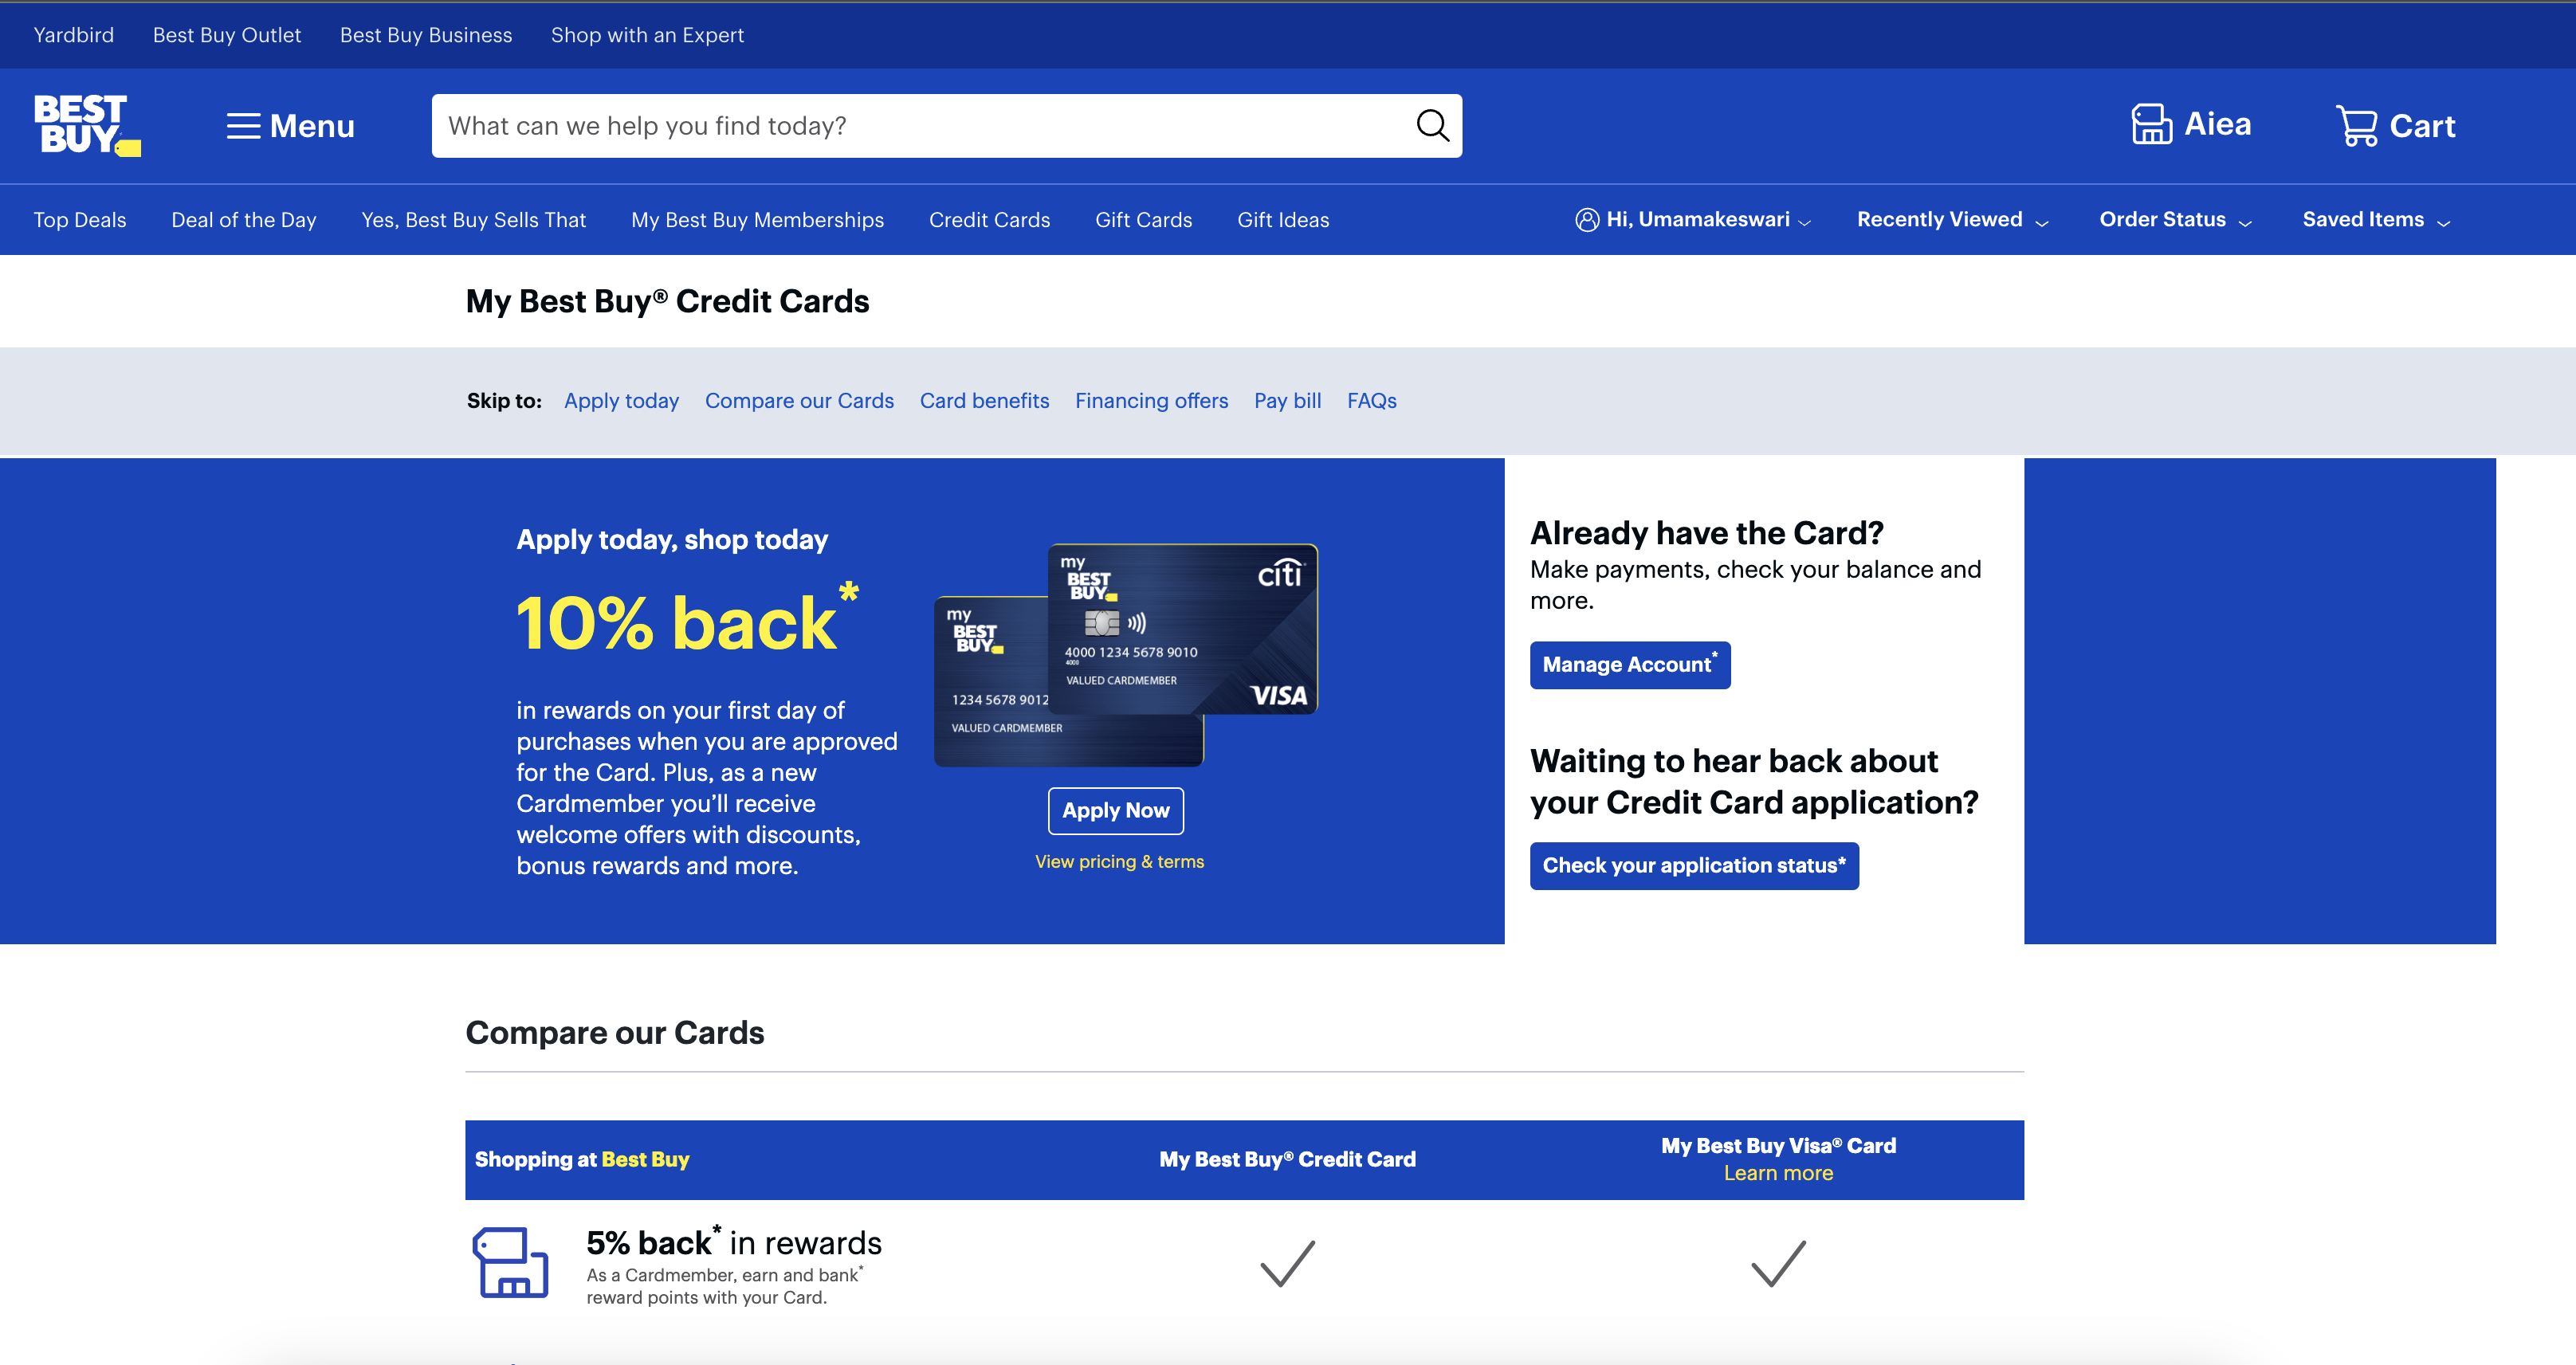 Yardbird Best Buy Outlet Best Buy Business Shop with an Expert
BEST BUY
Menu
What can we help you find today?
Aiea
Cart
Top Deals Deal of the Day Yes, Best Buy Sells That My Best Buy Memberships Credit Cards Gift Cards Gift Ideas
Hi, Umamakeswari Recently Viewed Order Status Saved Items
My Best Buy® Credit Cards
Skip to: Apply today Compare our Cards Card benefits Financing offers Pay bill FAQs
Apply today, shop today
10% back*
in rewards on your first day of
purchases when you are approved
for the Card. Plus, as a new
Cardmember you’ll receive
welcome offers with discounts,
bonus rewards and more.
my
BEST
BUY
1234 5678 9012
VALUED CARDMEMBER
my
BEST
BUY
citi
4000 1234 5678 9010
4000
VALUED CARDMEMBER
VISA
Apply Now
View pricing & terms
Already have the Card?
Make payments, check your balance and
more.
Manage Account*
Waiting to hear back about
your Credit Card application?
Check your application status*
Compare our Cards
Shopping at Best Buy
My Best Buy® Credit Card
My Best Buy Visa® Card
Learn more
5% back* in rewards
As a Cardmember, earn and bank*
reward points with your Card.